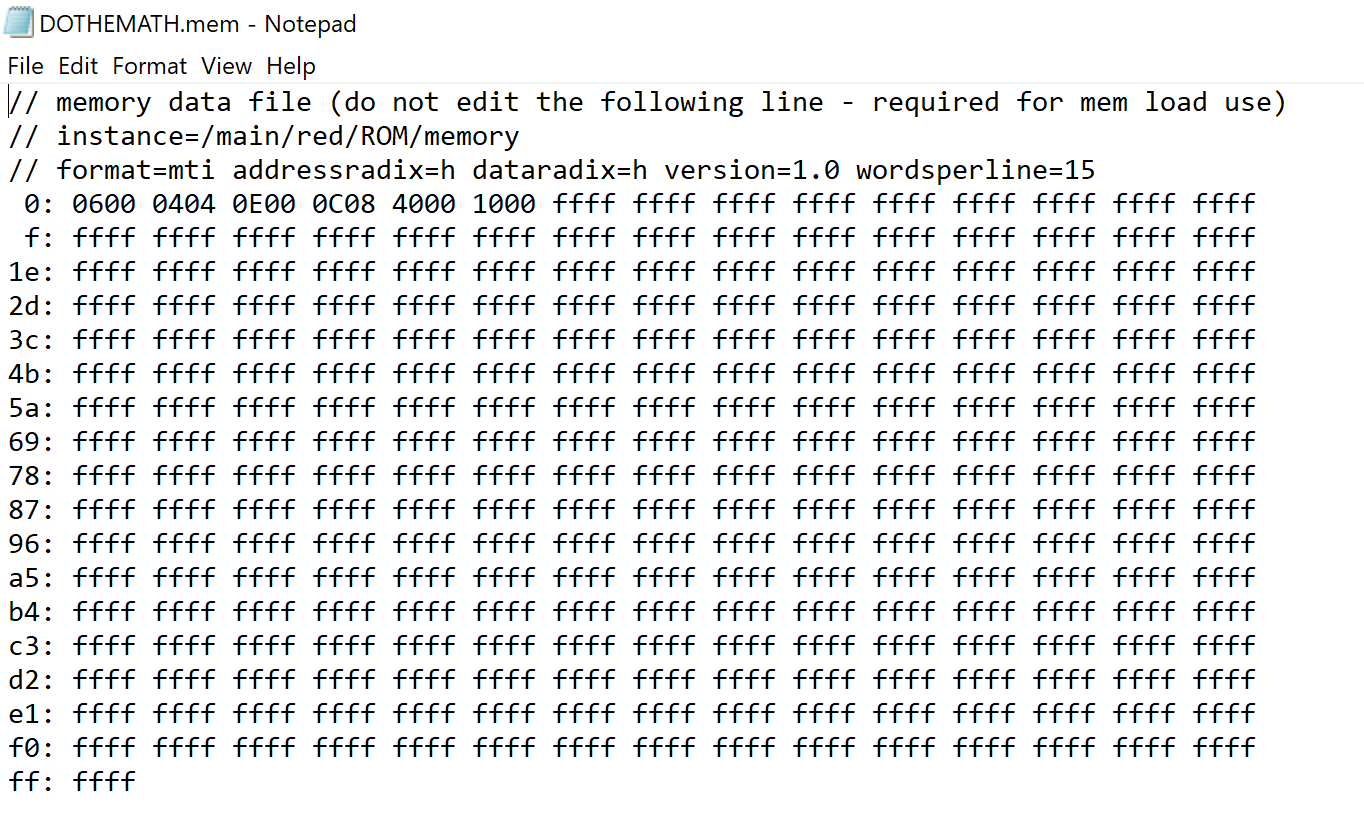 DOTHEMATH.mem - Notepad
File Edit Format View Help
// memory data file (do not edit the following line - required for mem load use)
// instance=/main/red/ROM/memory
// format=mti addressradix=h dataradix=h version=1.0 wordsperline=15
0: 0600 0404 0E00 0C08 4000 1000 ffff ffff ffff ffff ffff ffff ffff ffff ffff
f: ffff ffff ffff ffff ffff ffff ffff ffff ffff ffff ffff ffff ffff ffff ffff
1e: ffff ffff ffff ffff ffff ffff ffff ffff ffff ffff ffff ffff ffff ffff ffff
2d: ffff ffff ffff ffff ffff ffff ffff ffff ffff ffff ffff ffff ffff ffff ffff
3c: ffff ffff ffff ffff ffff ffff ffff ffff ffff ffff ffff ffff ffff ffff ffff
4b: ffff ffff ffff ffff ffff ffff ffff ffff ffff ffff ffff ffff ffff ffff ffff
5a: ffff ffff ffff ffff ffff ffff ffff ffff ffff ffff ffff ffff ffff ffff ffff
69: ffff ffff ffff ffff ffff ffff ffff ffff ffff ffff ffff ffff ffff ffff ffff
78: ffff ffff ffff ffff ffff ffff ffff ffff ffff ffff ffff ffff ffff ffff ffff
87: ffff ffff ffff ffff ffff ffff ffff ffff ffff ffff ffff ffff ffff ffff ffff
96: ffff ffff ffff ffff ffff ffff ffff ffff ffff ffff ffff ffff ffff ffff ffff
a5: ffff ffff ffff ffff ffff ffff ffff ffff ffff ffff ffff ffff ffff ffff ffff
b4: ffff ffff ffff ffff ffff ffff ffff ffff ffff ffff ffff ffff ffff ffff ffff
c3: ffff ffff ffff ffff ffff ffff ffff ffff ffff ffff ffff ffff ffff ffff ffff
d2: ffff ffff ffff ffff ffff ffff ffff ffff ffff ffff ffff ffff ffff ffff ffff
e1: ffff ffff ffff ffff ffff ffff ffff ffff ffff ffff ffff ffff ffff ffff ffff
f0: ffff ffff ffff ffff ffff ffff ffff ffff ffff ffff ffff ffff ffff ffff ffff
ff: ffff